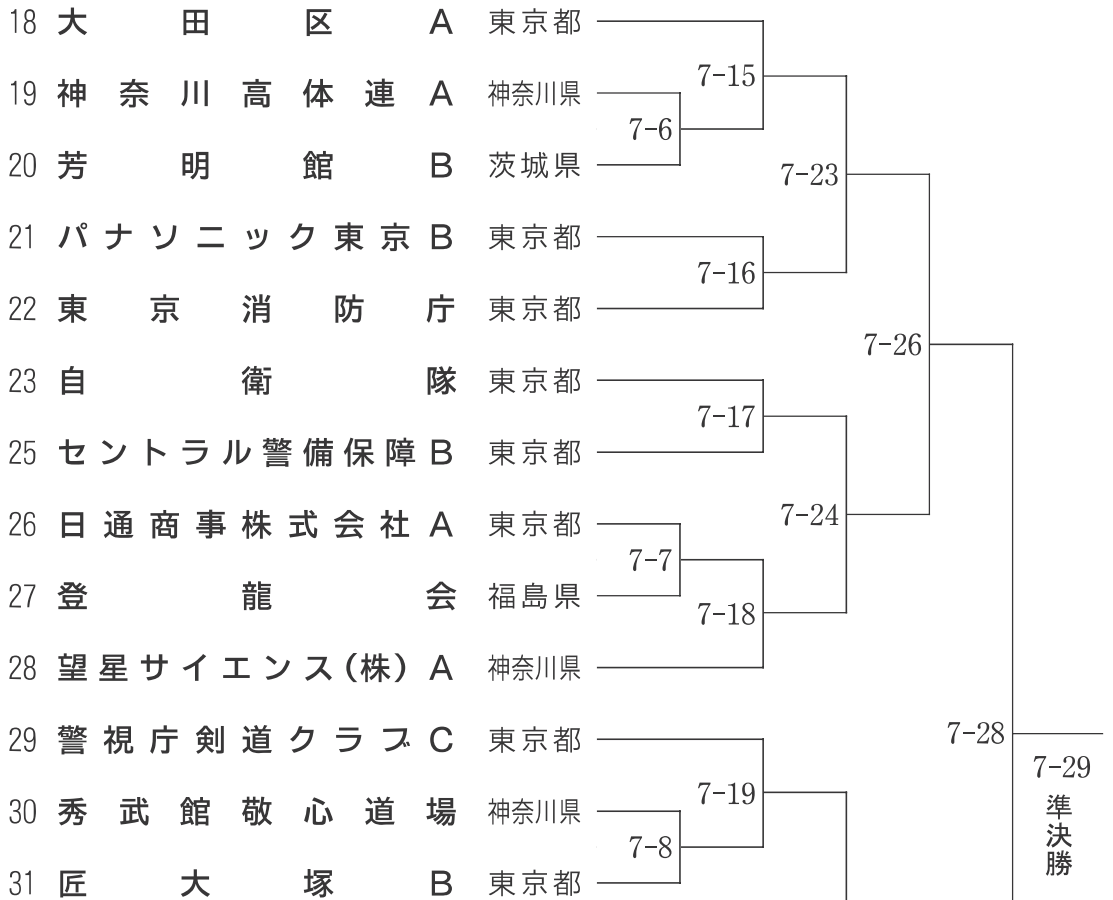 18 大田区A 東京都
7-15
19 神奈川高体連A 神奈川県
7-6
20 芳明館B 茨城県
7-23
21 パナソニック東京B 東京都
7-16
22 東京消防庁 東京都
7-26
23 自衛隊 東京都
7-17
25 セントラル警備保障B 東京都
7-24
26 日通商事株式会社A 東京都
7-7
27 登龍会 福島県
7-18
28 望星サイエンス(株)A 神奈川県
29 警視庁剣道クラブC 東京都
7-28
7-29
準決勝
7-19
30 秀武館敬心道場 神奈川県
7-8
31 匠大塚B 東京都